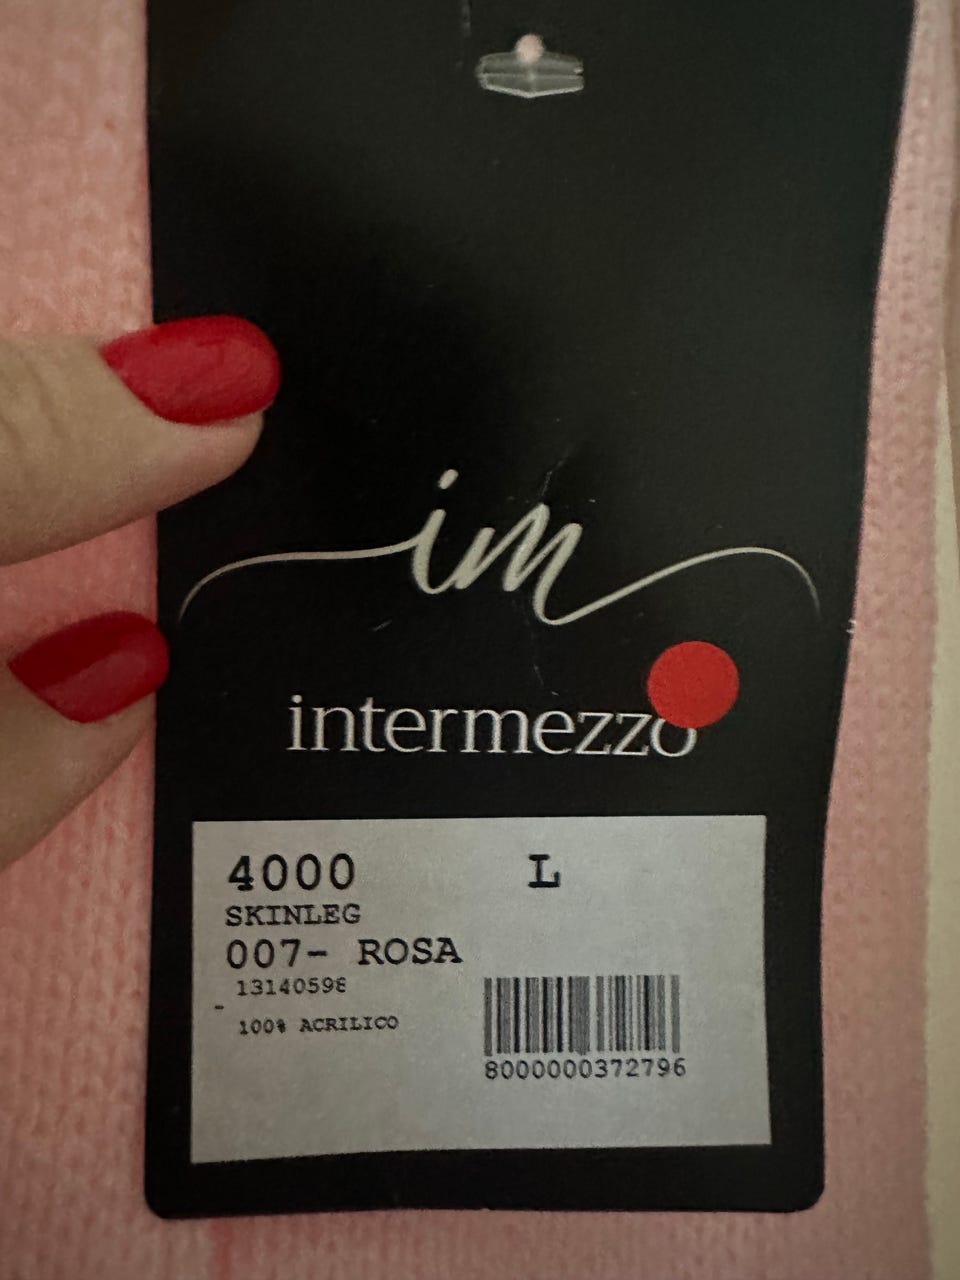 im
intermezzo
4000 L
SKINLEG
007- ROSA
13140598
100% ACRILICO
8000000372796